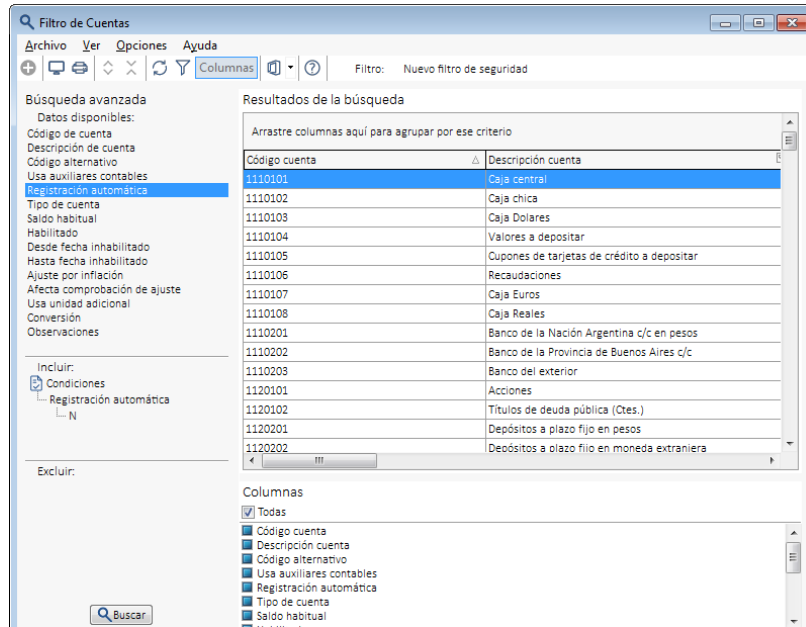 Filtro de Cuentas
Archivo Ver Opciones Ayuda
Columnas Filtro: Nuevo filtro de seguridad
Búsqueda avanzada
Datos disponibles:
Código de cuenta
Descripción de cuenta
Código alternativo
Usa auxiliares contables
Registración automática
Tipo de cuenta
Saldo habitual
Habilitado
Desde fecha inhabilitado
Hasta fecha inhabilitado
Ajuste por inflación
Afecta comprobación de ajuste
Usa unidad adicional
Conversión
Observaciones
Incluir:
Condiciones
Registración automática
N
Excluir:
Buscar
Resultados de la búsqueda
Arrastre columnas aquí para agrupar por ese criterio
Código cuenta Descripción cuenta
1110101 Caja central
1110102 Caja chica
1110103 Caja Dolares
1110104 Valores a depositar
1110105 Cupones de tarjetas de crédito a depositar
1110106 Recaudaciones
1110107 Caja Euros
1110108 Caja Reales
1110201 Banco de la Nación Argentina c/c en pesos
1110202 Banco de la Provincia de Buenos Aires c/c
1110203 Banco del exterior
1120101 Acciones
1120102 Títulos de deuda pública (Ctes.)
1120201 Depósitos a plazo fijo en pesos
1120202 Depósitos a plazo fijo en moneda extranjera
Columnas
Todas
Código cuenta
Descripción cuenta
Código alternativo
Usa auxiliares contables
Registración automática
Tipo de cuenta
Saldo habitual